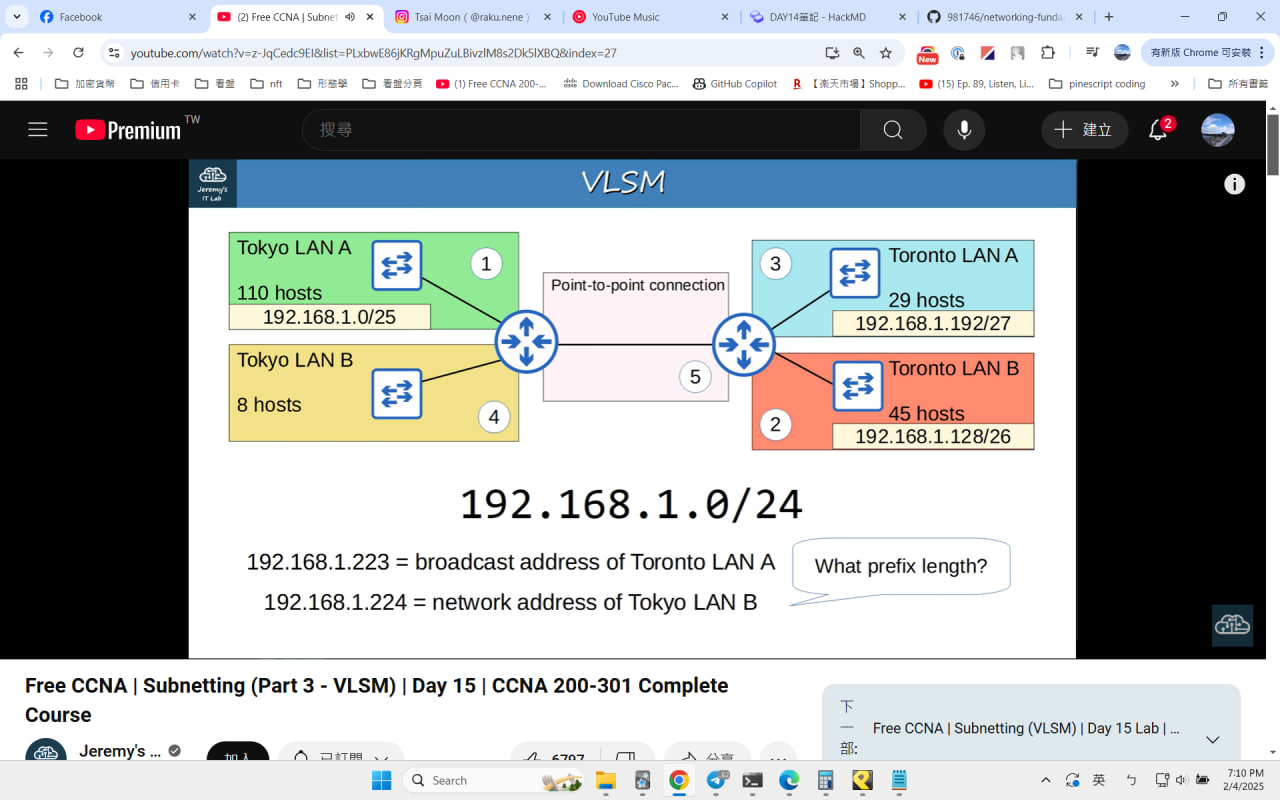 Facebook
(2) Free CCNA | Subnet
Tsai Moon（@raku.nene）
YouTube Music
DAY14筆記 - HackMD
981746/networking-funda
youtube.com/watch?v=z-JqCedc9EI&list=PLxbwE86jKRgMpuZuLBivzlM8s2Dk5lXBQ&index=27
New
有新版 Chrome 可安裝
加密貨幣
信用卡
看盤
nft
形態學
看盤分頁
(1) Free CCNA 200-...
Download Cisco Pac...
GitHub Copilot
【楽天市場】Shopp...
(15) Ep. 89, Listen, Li...
pinescript coding
所有書籤
Premium TW
搜尋
建立
2
Jeremy's
IT Lab
VLSM
Tokyo LAN A
110 hosts
192.168.1.0/25
1
Point-to-point connection
5
3
Toronto LAN A
29 hosts
192.168.1.192/27
Tokyo LAN B
8 hosts
4
Toronto LAN B
45 hosts
2
192.168.1.128/26
192.168.1.0/24
192.168.1.223 = broadcast address of Toronto LAN A
192.168.1.224 = network address of Tokyo LAN B
What prefix length?
Free CCNA | Subnetting (Part 3 - VLSM) | Day 15 | CCNA 200-301 Complete
Course
下一部:
Free CCNA | Subnetting (VLSM) | Day 15 Lab | ...
Jeremy's ...
加入
已訂閱
6797
分享
Search
英
7:10 PM
2/4/2025